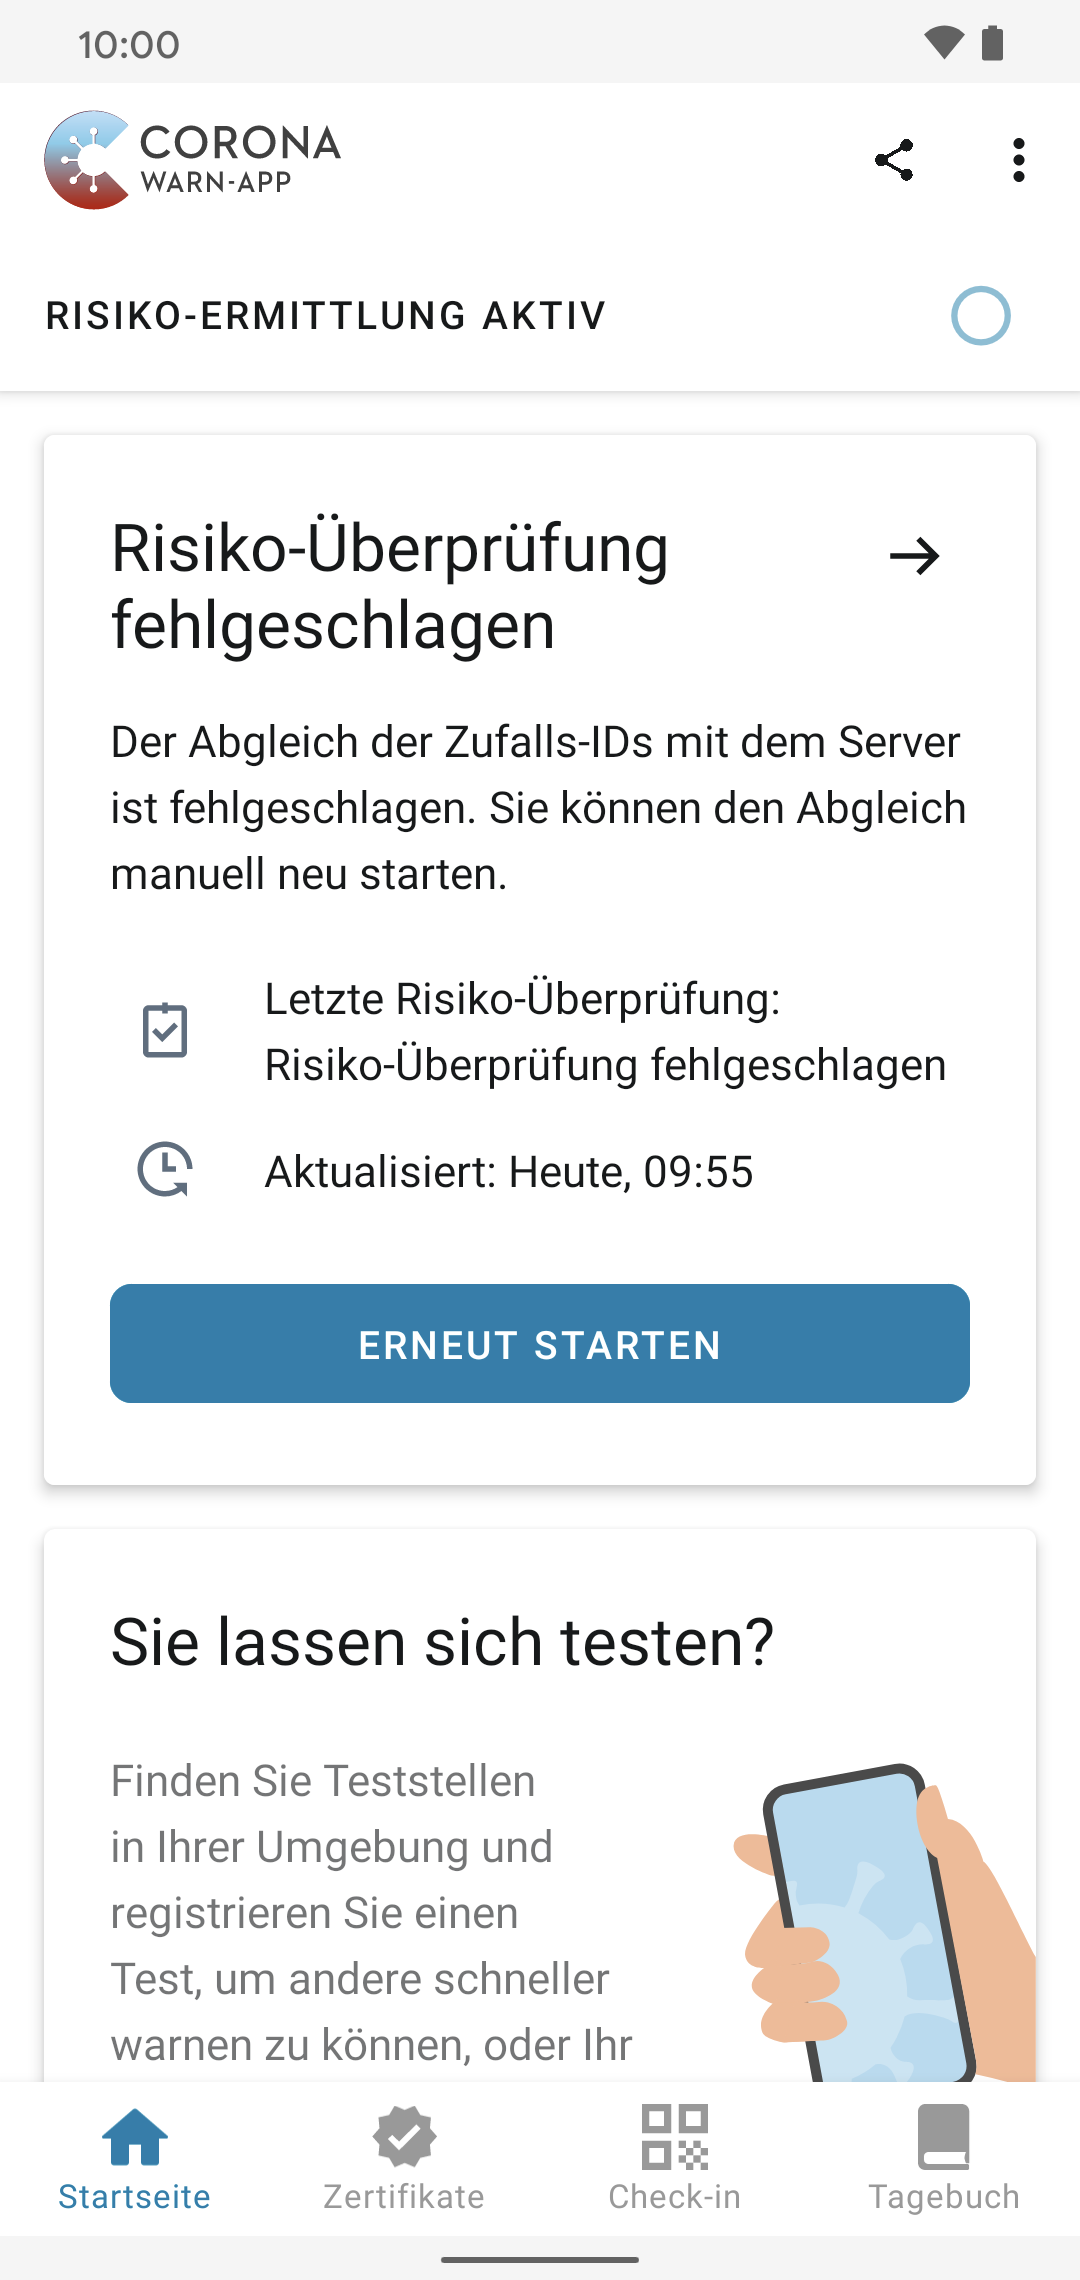 10:00
CORONA
WARN-APP
RISIKO-ERMITTLUNG AKTIV
Risiko-Überprüfung
fehlgeschlagen
Der Abgleich der Zufalls-IDs mit dem Server
ist fehlgeschlagen. Sie können den Abgleich
manuell neu starten.
Letzte Risiko-Überprüfung:
Risiko-Überprüfung fehlgeschlagen
Aktualisiert: Heute, 09:55
ERNEUT STARTEN
Sie lassen sich testen?
Finden Sie Teststellen
in Ihrer Umgebung und
registrieren Sie einen
Test, um andere schneller
warnen zu können, oder Ihr
Startseite
Zertifikate
Check-in
Tagebuch